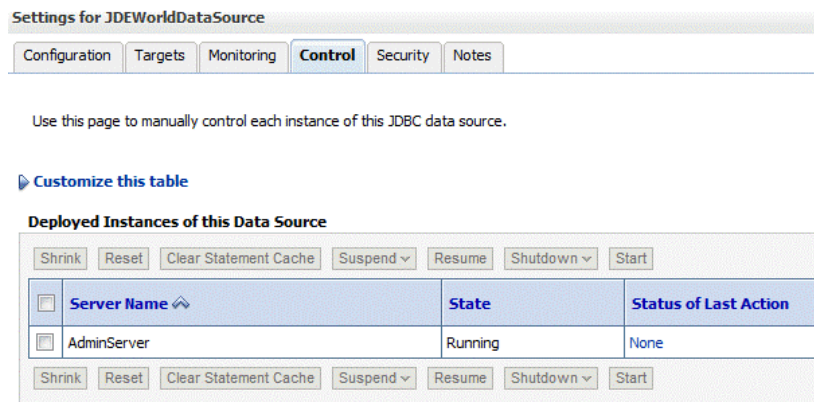 Settings for JDEWorldDataSource
Configuration Targets Monitoring Control Security Notes
Use this page to manually control each instance of this JDBC data source.
Customize this table
Deployed Instances of this Data Source
Shrink Reset Clear Statement Cache Suspend Resume Shutdown Start
Server Name State Status of Last Action
AdminServer Running None
Shrink Reset Clear Statement Cache Suspend Resume Shutdown Start